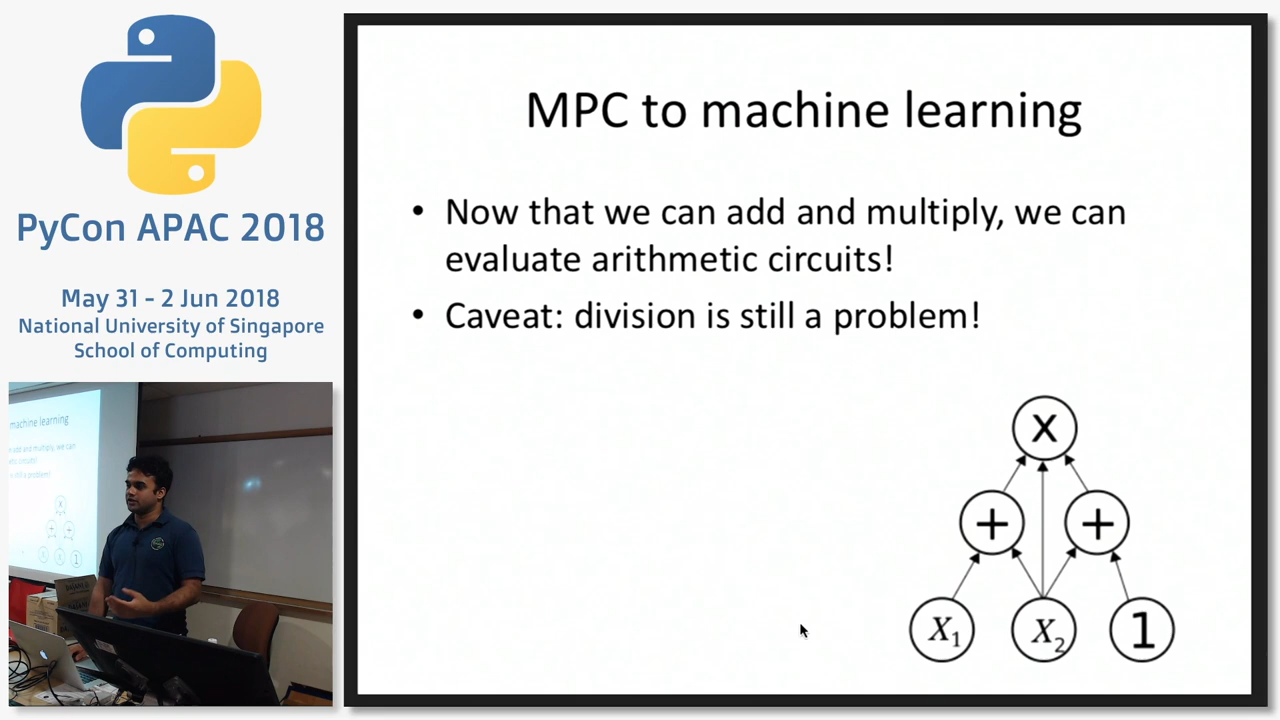 PyCon APAC 2018
May 31 - 2 Jun 2018
National University of Singapore
School of Computing
MPC to machine learning
• Now that we can add and multiply, we can
evaluate arithmetic circuits!
• Caveat: division is still a problem!
x
+ +
X₁ X₂ 1
machine learning